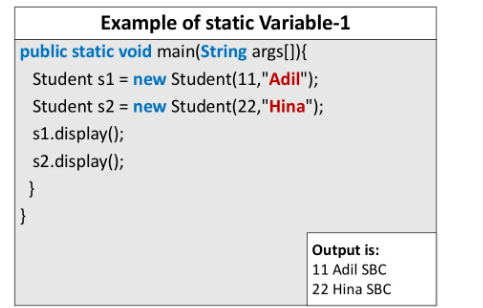 Example of static Variable-1
public static void main(String args[]){
Student s1 = new Student(11,"Adil");
Student s2 = new Student(22,"Hina");
s1.display();
s2.display();
}
}
Output is:
11 Adil SBC
22 Hina SBC